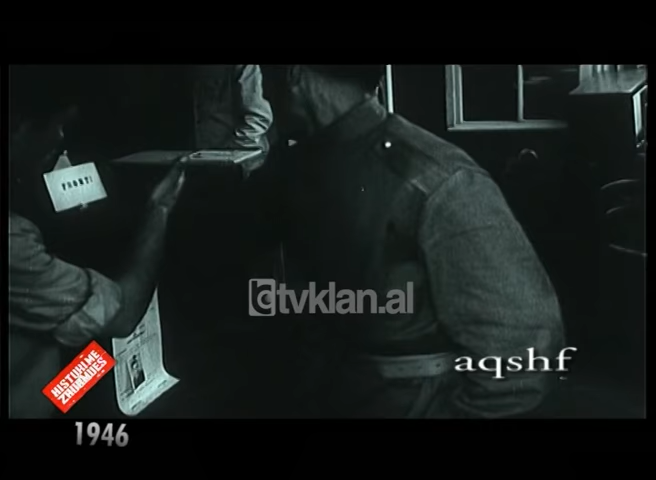 FRONTI
tvklan.al
aqshf
HISTORI ME
ZHURMUES
1946